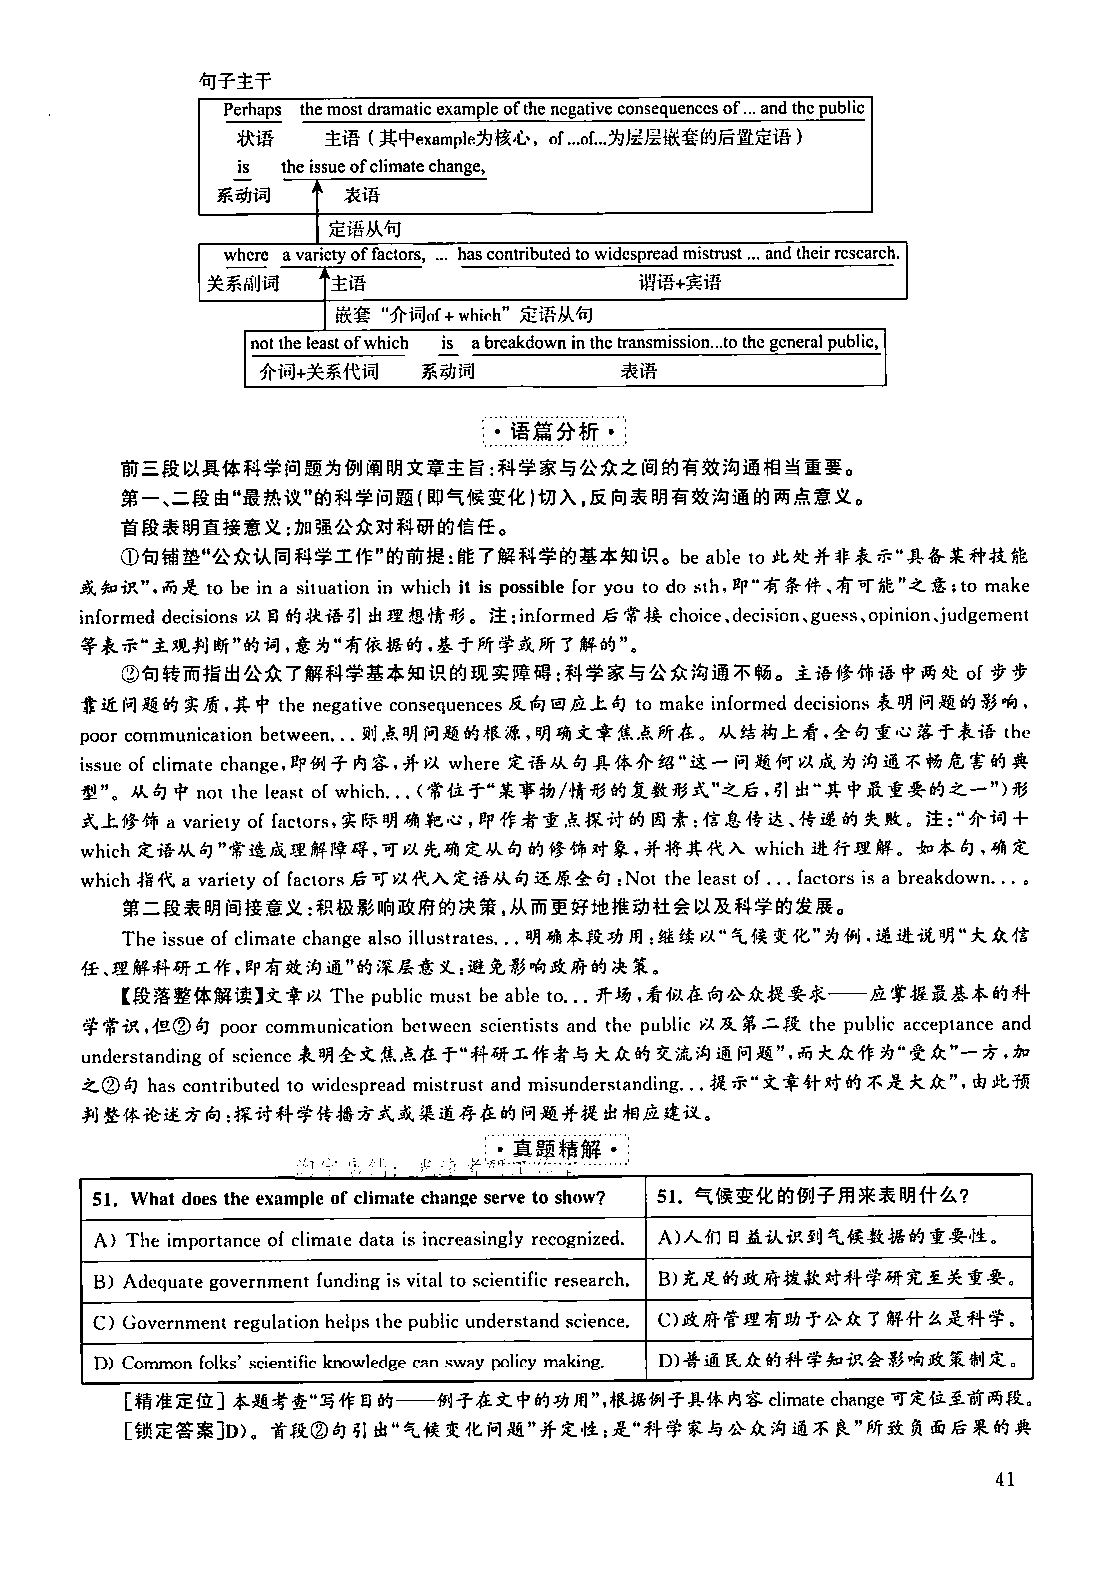 句子主干
Perhaps the most dramatic example of the negative consequences of ... and the public
状语 主语（其中example为核心，of ...of...为层层嵌套的后置定语）
is the issue of climate change,
系动词 表语
定语从句
where a variety of factors, ... has contributed to widespread mistrust ... and their research.
关系副词 主语 谓语+宾语
嵌套“介词of + which”定语从句
not the least of which is a breakdown in the transmission...to the general public,
介词+关系代词 系动词 表语
·语篇分析·
前三段以具体科学问题为例阐明文章主旨:科学家与公众之间的有效沟通相当重要。
第一、二段由“最热议”的科学问题(即气候变化)切入,反向表明有效沟通的两点意义。
首段表明直接意义:加强公众对科研的信任。
①句铺垫“公众认同科学工作”的前提:能了解科学的基本知识。be able to 此处并非表示“具备某种技能
或知识”,而是 to be in a situation in which it is possible for you to do sth,即“有条件、有可能”之意;to make
informed decisions 以目的状语引出理想情形。注:informed 后常接 choice、decision、guess、opinion、judgement
等表示“主观判断”的词,意为“有依据的,基于所学或所了解的”。
②句转而指出公众了解科学基本知识的现实障碍:科学家与公众沟通不畅。主语修饰语中两处 of 步步
靠近问题的实质,其中 the negative consequences 反向回应上句 to make informed decisions 表明问题的影响,
poor communication between... 则点明问题的根源,明确文章焦点所在。从结构上看,全句重心落于表语 the
issue of climate change,即例子内容,并以 where 定语从句具体介绍“这一问题何以成为沟通不畅危害的典
型”。从句中 not the least of which...(常位于“某事物/情形的复数形式”之后,引出“其中最重要的之一”)形
式上修饰 a variety of factors,实际明确靶心,即作者重点探讨的因素:信息传达、传递的失败。注:“介词＋
which 定语从句”常造成理解障碍,可以先确定从句的修饰对象,并将其代入 which 进行理解。如本句,确定
which 指代 a variety of factors 后可以代入定语从句还原全句:Not the least of ... factors is a breakdown... 。
第二段表明间接意义:积极影响政府的决策,从而更好地推动社会以及科学的发展。
The issue of climate change also illustrates... 明确本段功用:继续以“气候变化”为例,递进说明“大众信
任、理解科研工作,即有效沟通”的深层意义:避免影响政府的决策。
【段落整体解读】文章以 The public must be able to... 开场,看似在向公众提要求——应掌握最基本的科
学常识,但②句 poor communication between scientists and the public 以及第二段 the public acceptance and
understanding of science 表明全文焦点在于“科研工作者与大众的交流沟通问题”,而大众作为“受众”一方,加
之②句 has contributed to widespread mistrust and misunderstanding... 提示“文章针对的不是大众”,由此预
判整体论述方向:探讨科学传播方式或渠道存在的问题并提出相应建议。
·真题精解·
51. What does the example of climate change serve to show? 51. 气候变化的例子用来表明什么?
A) The importance of climate data is increasingly recognized. A)人们日益认识到气候数据的重要性。
B) Adequate government funding is vital to scientific research. B)充足的政府拨款对科学研究至关重要。
C) Government regulation helps the public understand science. C)政府管理有助于公众了解什么是科学。
D) Common folks' scientific knowledge can sway policy making. D)普通民众的科学知识会影响政策制定。
[精准定位] 本题考查“写作目的——例子在文中的功用”,根据例子具体内容 climate change 可定位至前两段。
[锁定答案]D)。首段②句引出“气候变化问题”并定性:是“科学家与公众沟通不良”所致负面后果的典
41